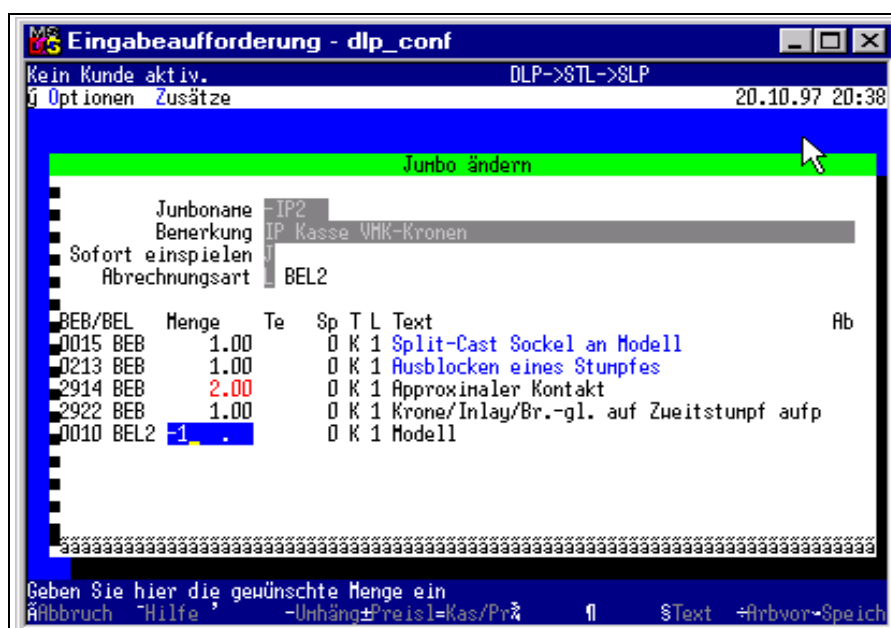 Eingabeaufforderung - dlp_conf
Kein Kunde aktiv. DLP->STL->SLP
Optionen Zusätze 20.10.97 20:38
Jumbo ändern
Jumboname -IP2
Bemerkung IP Kasse VMK-Kronen
Sofort einspielen J
Abrechnungsart L BEL2
BEB/BEL Menge Te Sp T L Text Ab
0015 BEB 1.00 0 K 1 Split-Cast Sockel an Modell
0213 BEB 1.00 0 K 1 Ausblocken eines Stumpfes
2914 BEB 2.00 0 K 1 Approximaler Kontakt
2922 BEB 1.00 0 K 1 Krone/Inlay/Br.-gl. auf Zweitstumpf aufp
0010 BEL2 -1_ . 0 K 1 Modell
Geben Sie hier die gewünschte Menge ein
Abbruch Hilfe -Umhäng±Preisl=Kas/Pr ¶ §Text ÷Arbvor Speich